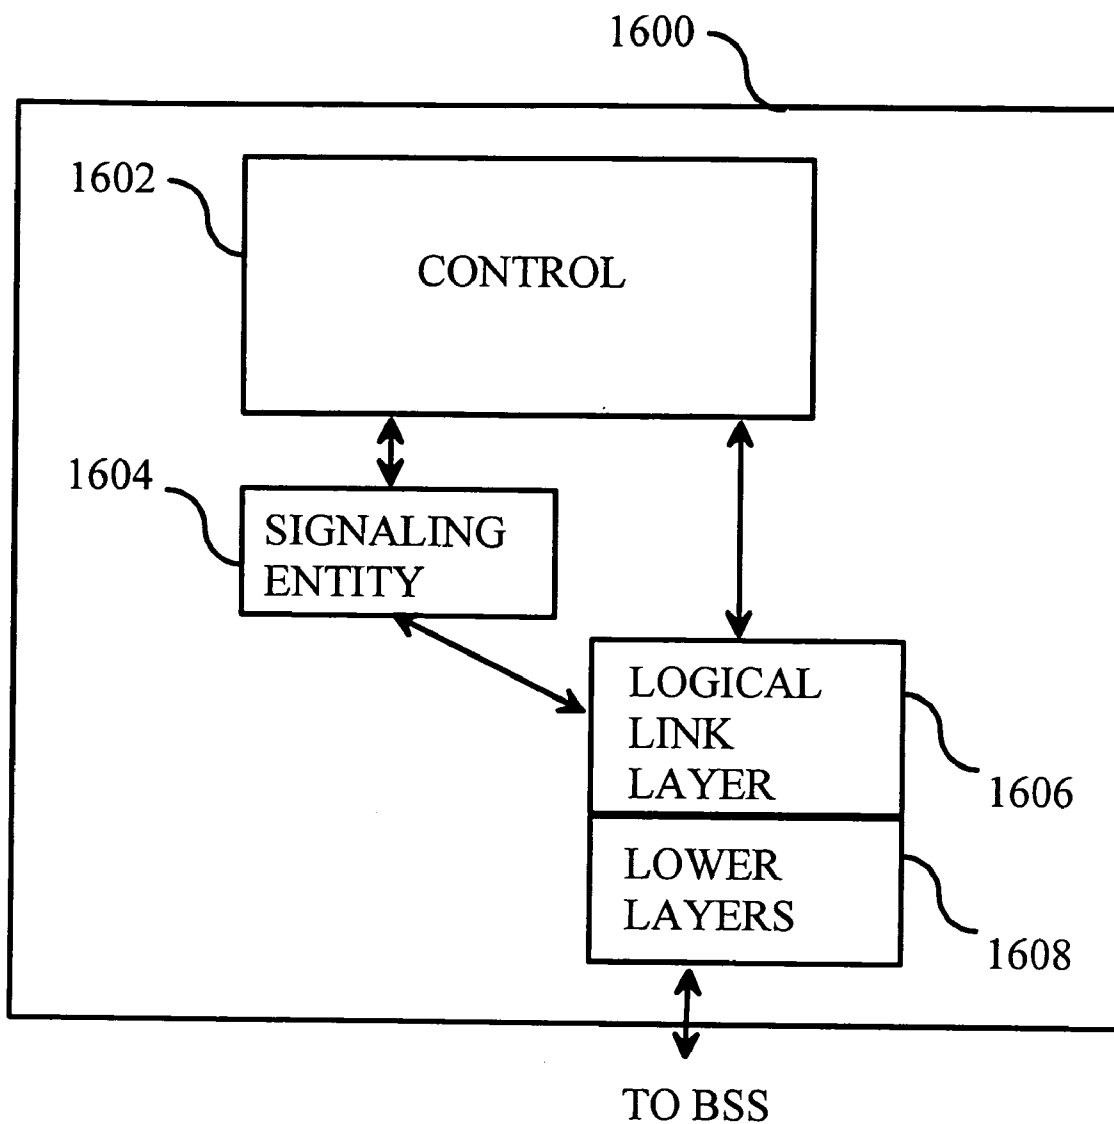 1600
1602
CONTROL
1604
SIGNALING
ENTITY
LOGICAL
LINK
LAYER
1606
LOWER
LAYERS
1608
TO BSS